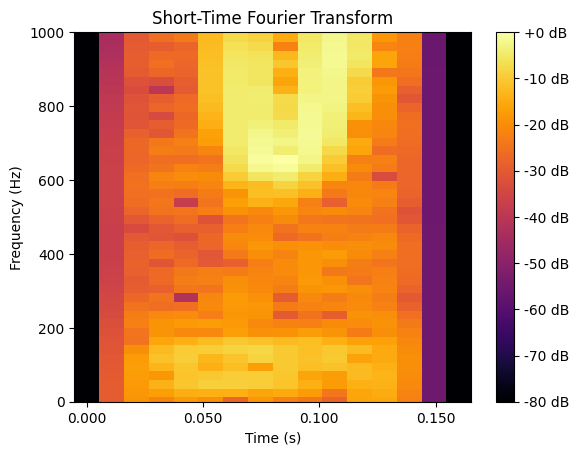 Short-Time Fourier Transform
1000
800
600
400
200
0
Frequency (Hz)
0.000
0.050
0.100
0.150
Time (s)
+0 dB
-10 dB
-20 dB
-30 dB
-40 dB
-50 dB
-60 dB
-70 dB
-80 dB